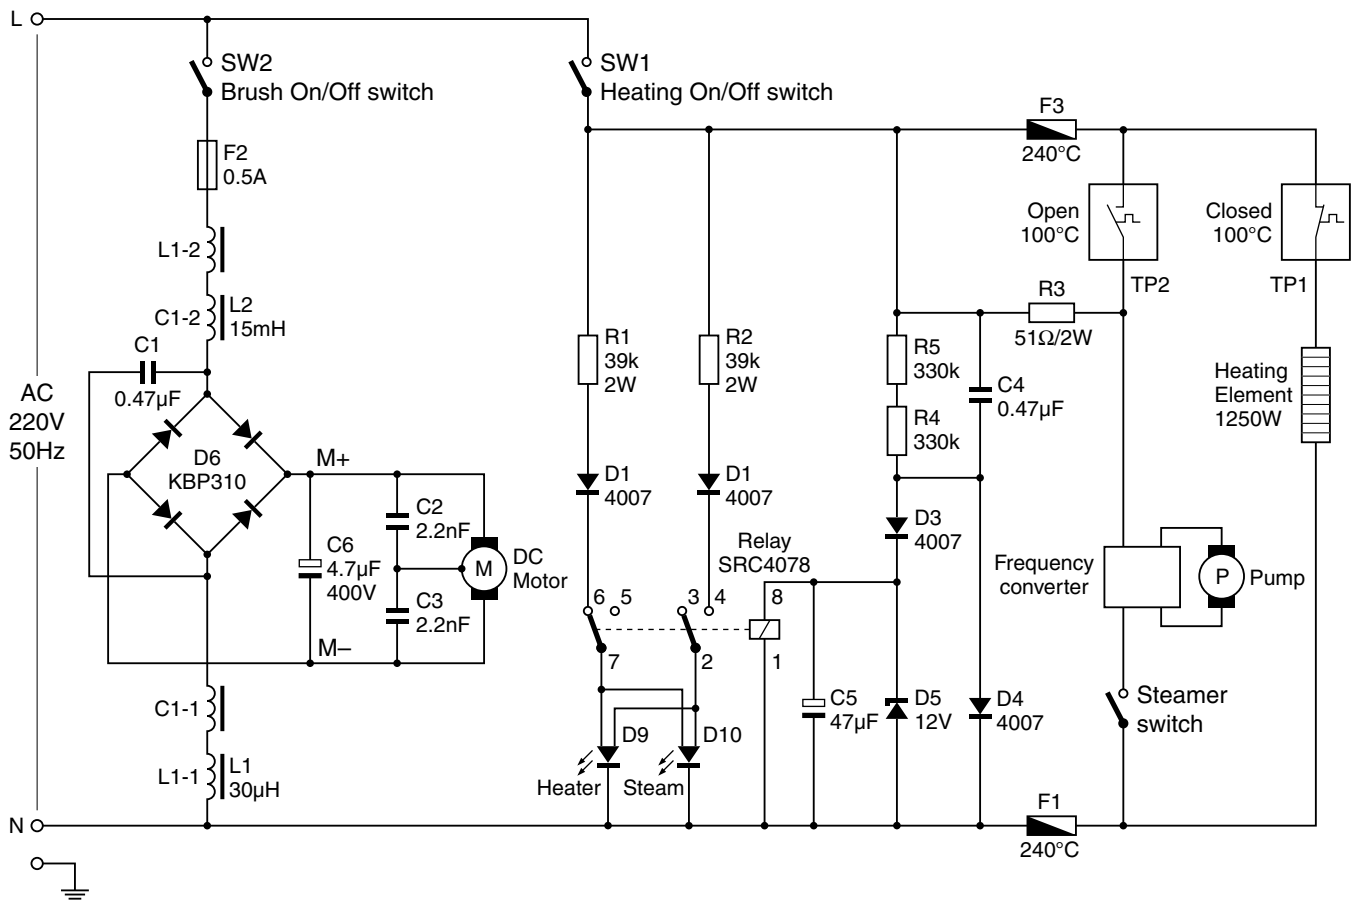 L
SW2
Brush On/Off switch
SW1
Heating On/Off switch
F3
240°C
F2
0.5A
Open
100°C
TP2
Closed
100°C
TP1
L1-2
C1-2
L2
15mH
C1
0.47µF
R3
51Ω/2W
R1
39k
2W
R2
39k
2W
R5
330k
R4
330k
C4
0.47µF
Heating
Element
1250W
AC
220V
50Hz
D6
KBP310
M+
D1
4007
D1
4007
C2
2.2nF
D3
4007
C6
4.7µF
400V
M
DC
Motor
Relay
SRC4078
Frequency
converter
P
Pump
C3
2.2nF
6
5
3
4
8
7
2
1
M–
C1-1
L1-1
L1
30µH
C5
47µF
D5
12V
D4
4007
Steamer
switch
D9
D10
Heater
Steam
N
F1
240°C